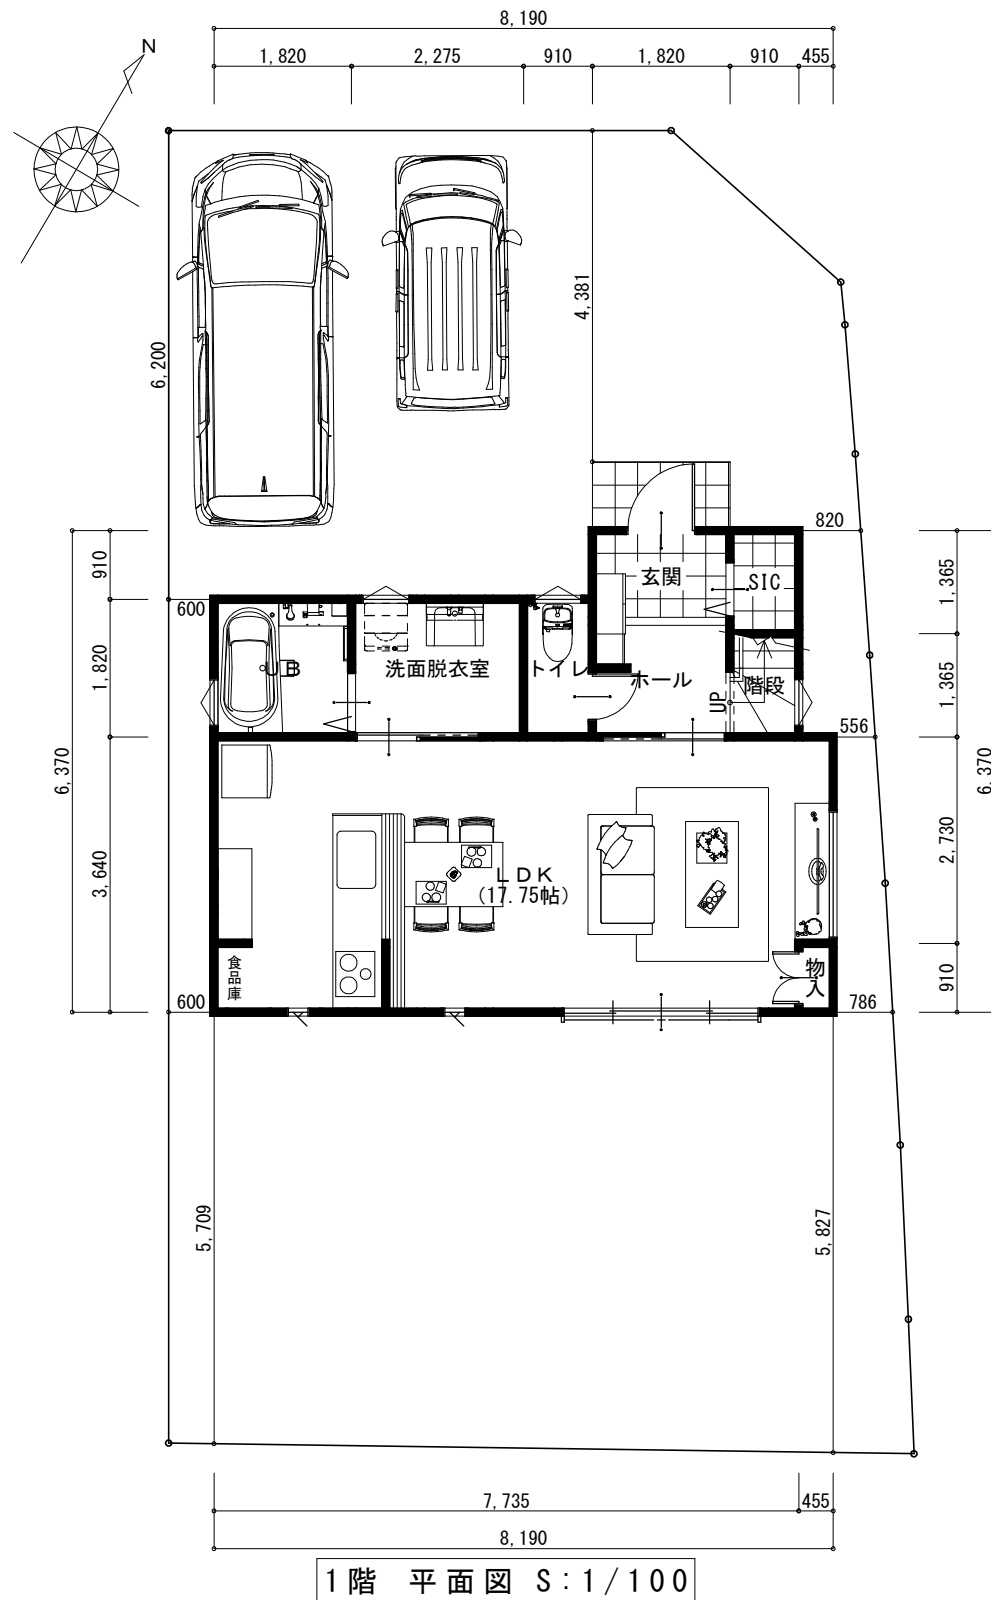 8,190
1,820 2,275 910 1,820 910 455
N
4,381
6,200
820
910
玄関
SIC
1,365
600
1,820
UB
洗面脱衣室
トイレ
ホール
UP
階段
1,365
556
6,370
6,370
3,640
2,730
LDK
(17.75帖)
食品庫
物入
910
600
786
5,709
5,827
7,735 455
8,190
1階 平面図 S:1/100